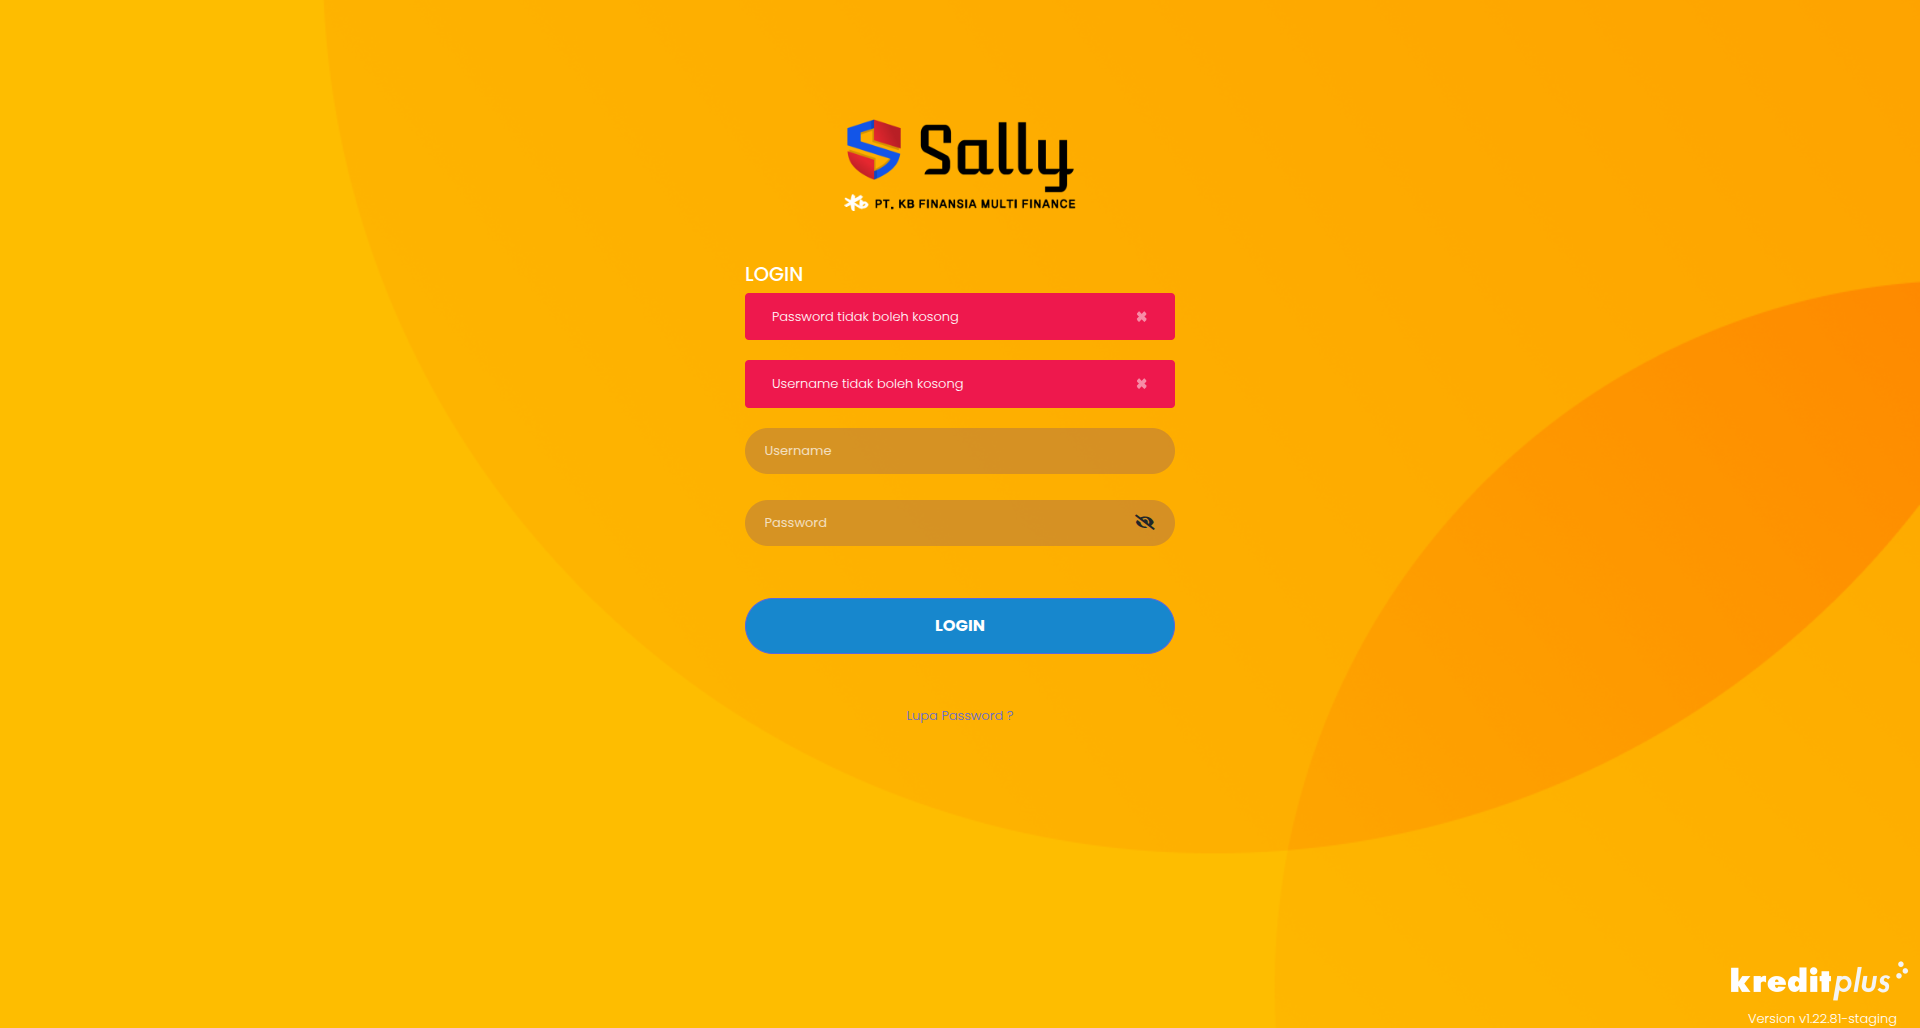 Sally
PT. KB FINANSIA MULTI FINANCE
LOGIN
Password tidak boleh kosong
Username tidak boleh kosong
Username
Password
LOGIN
Lupa Password ?
kreditplus
Version v1.22.81-staging